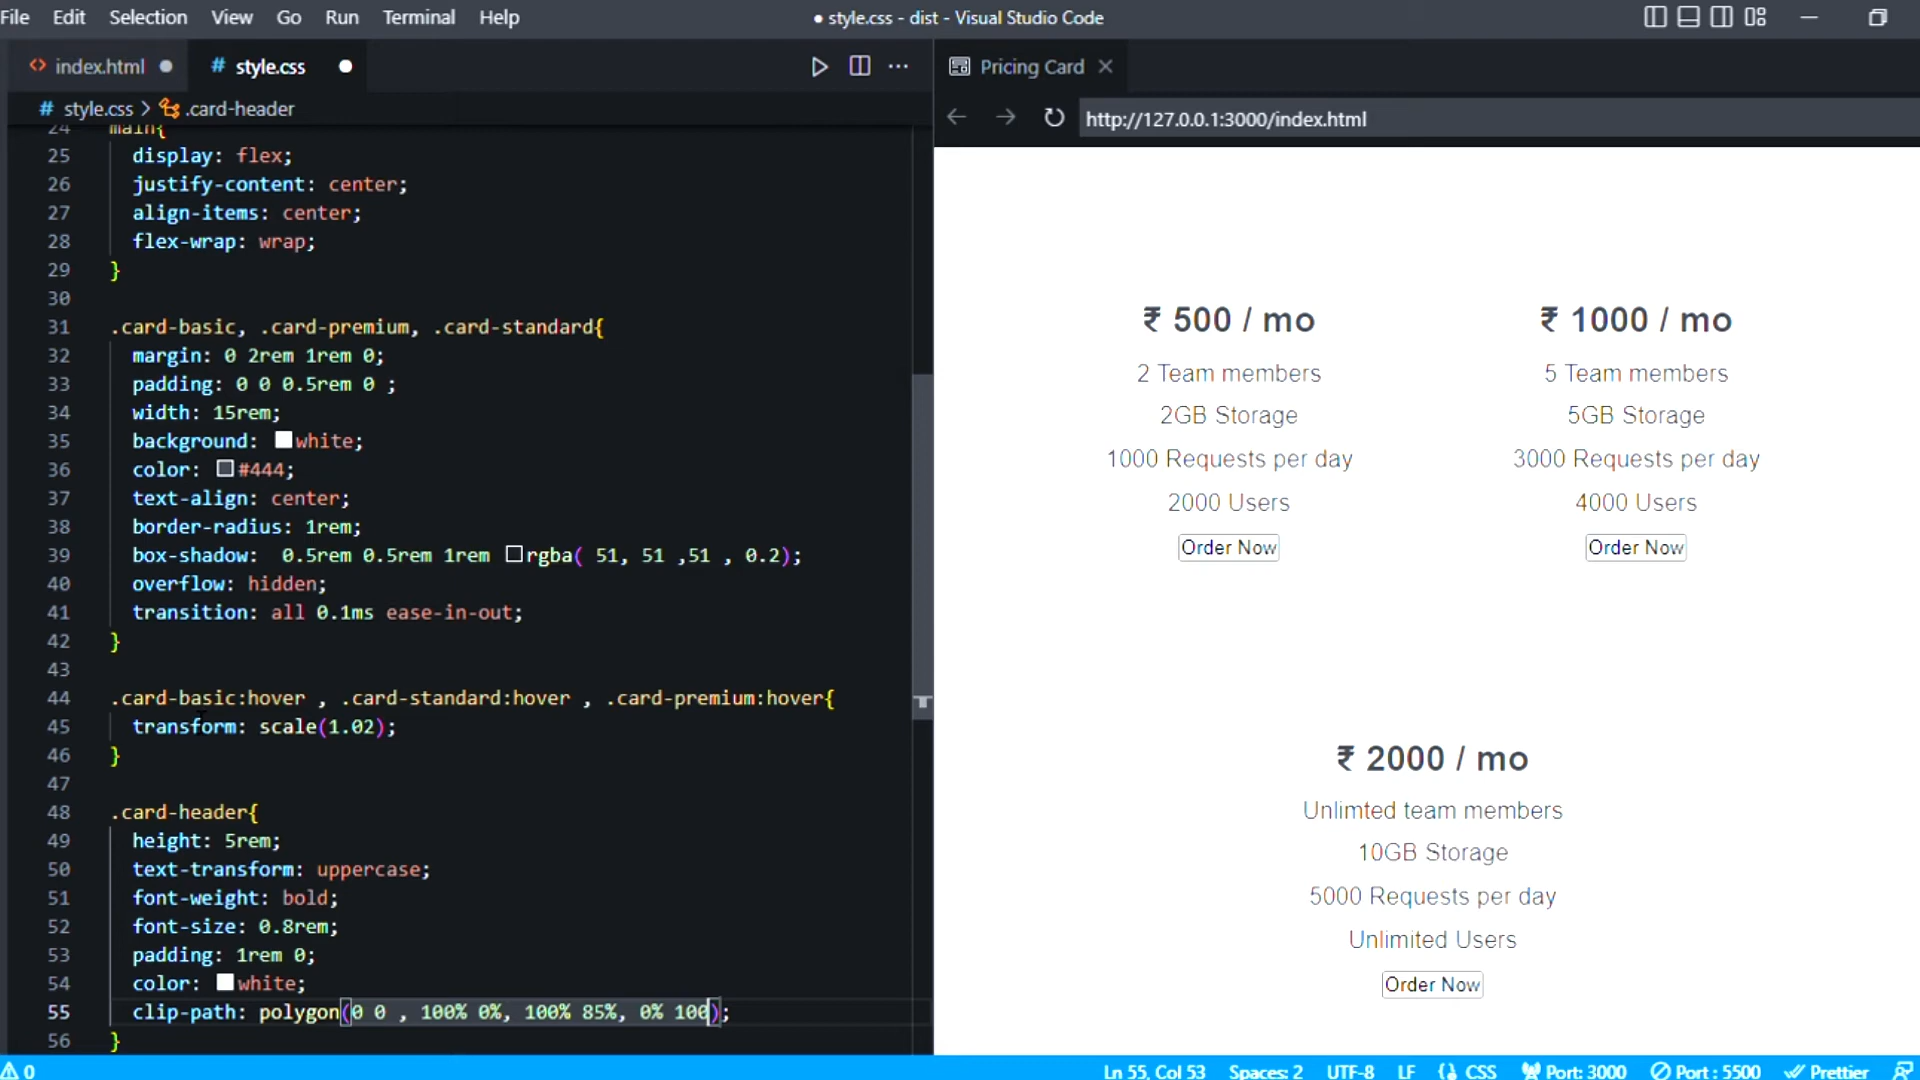 File Edit Selection View Go Run Terminal Help
● style.css - dist - Visual Studio Code
<> index.html ●
# style.css ●
Pricing Card ×
# style.css > .card-header
http://127.0.0.1:3000/index.html
24 main{
25 display: flex;
26 justify-content: center;
27 align-items: center;
28 flex-wrap: wrap;
29 }
30
31 .card-basic, .card-premium, .card-standard{
32 margin: 0 2rem 1rem 0;
33 padding: 0 0 0.5rem 0 ;
34 width: 15rem;
35 background: white;
36 color: #444;
37 text-align: center;
38 border-radius: 1rem;
39 box-shadow:  0.5rem 0.5rem 1rem rgba( 51, 51 ,51 , 0.2);
40 overflow: hidden;
41 transition: all 0.1ms ease-in-out;
42 }
43
44 .card-basic:hover , .card-standard:hover , .card-premium:hover{
45 transform: scale(1.02);
46 }
47
48 .card-header{
49 height: 5rem;
50 text-transform: uppercase;
51 font-weight: bold;
52 font-size: 0.8rem;
53 padding: 1rem 0;
54 color: white;
55 clip-path: polygon(0 0 , 100% 0%, 100% 85%, 0% 100);
56 }
₹ 500 / mo
2 Team members
2GB Storage
1000 Requests per day
2000 Users
Order Now
₹ 1000 / mo
5 Team members
5GB Storage
3000 Requests per day
4000 Users
Order Now
₹ 2000 / mo
Unlimted team members
10GB Storage
5000 Requests per day
Unlimited Users
Order Now
0
Ln 55, Col 53
Spaces: 2
UTF-8
LF
{} CSS
Port: 3000
Port : 5500
Prettier